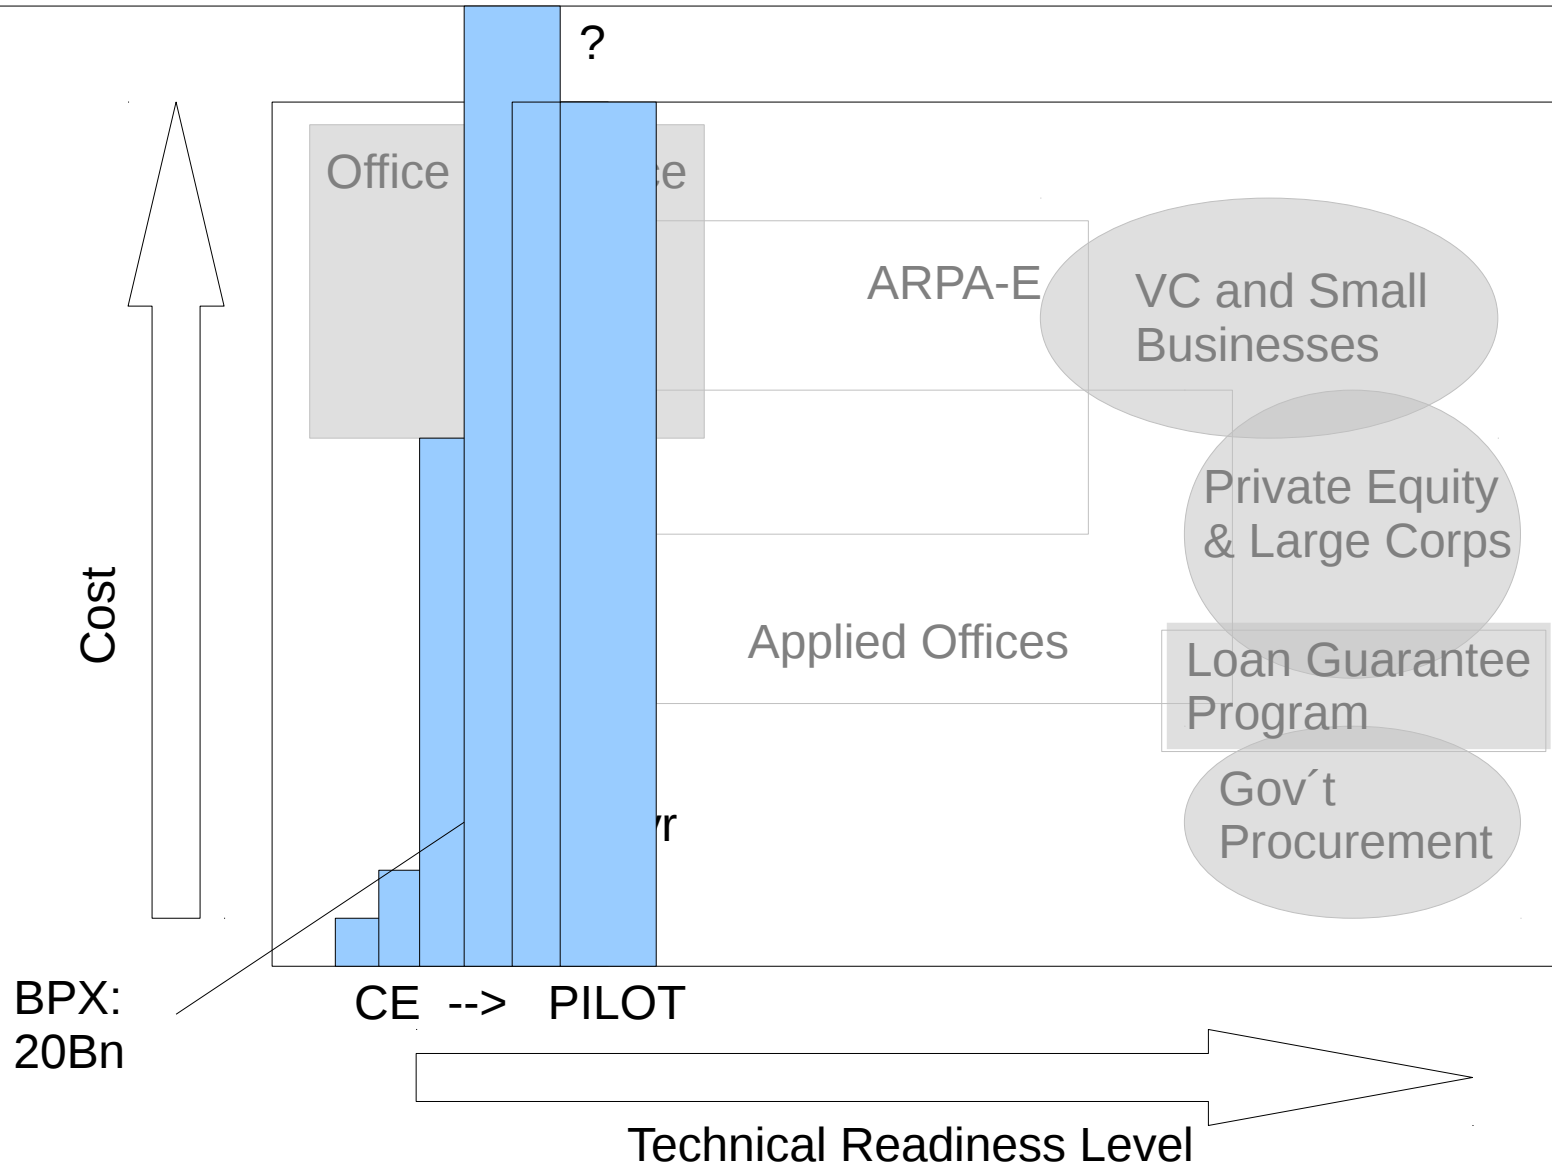 ?
Office
ARPA-E
VC and Small
Businesses
Private Equity
& Large Corps
Cost
Applied Offices
Loan Guarantee
Program
Gov´t
Procurement
BPX:
20Bn
CE --> PILOT
Technical Readiness Level